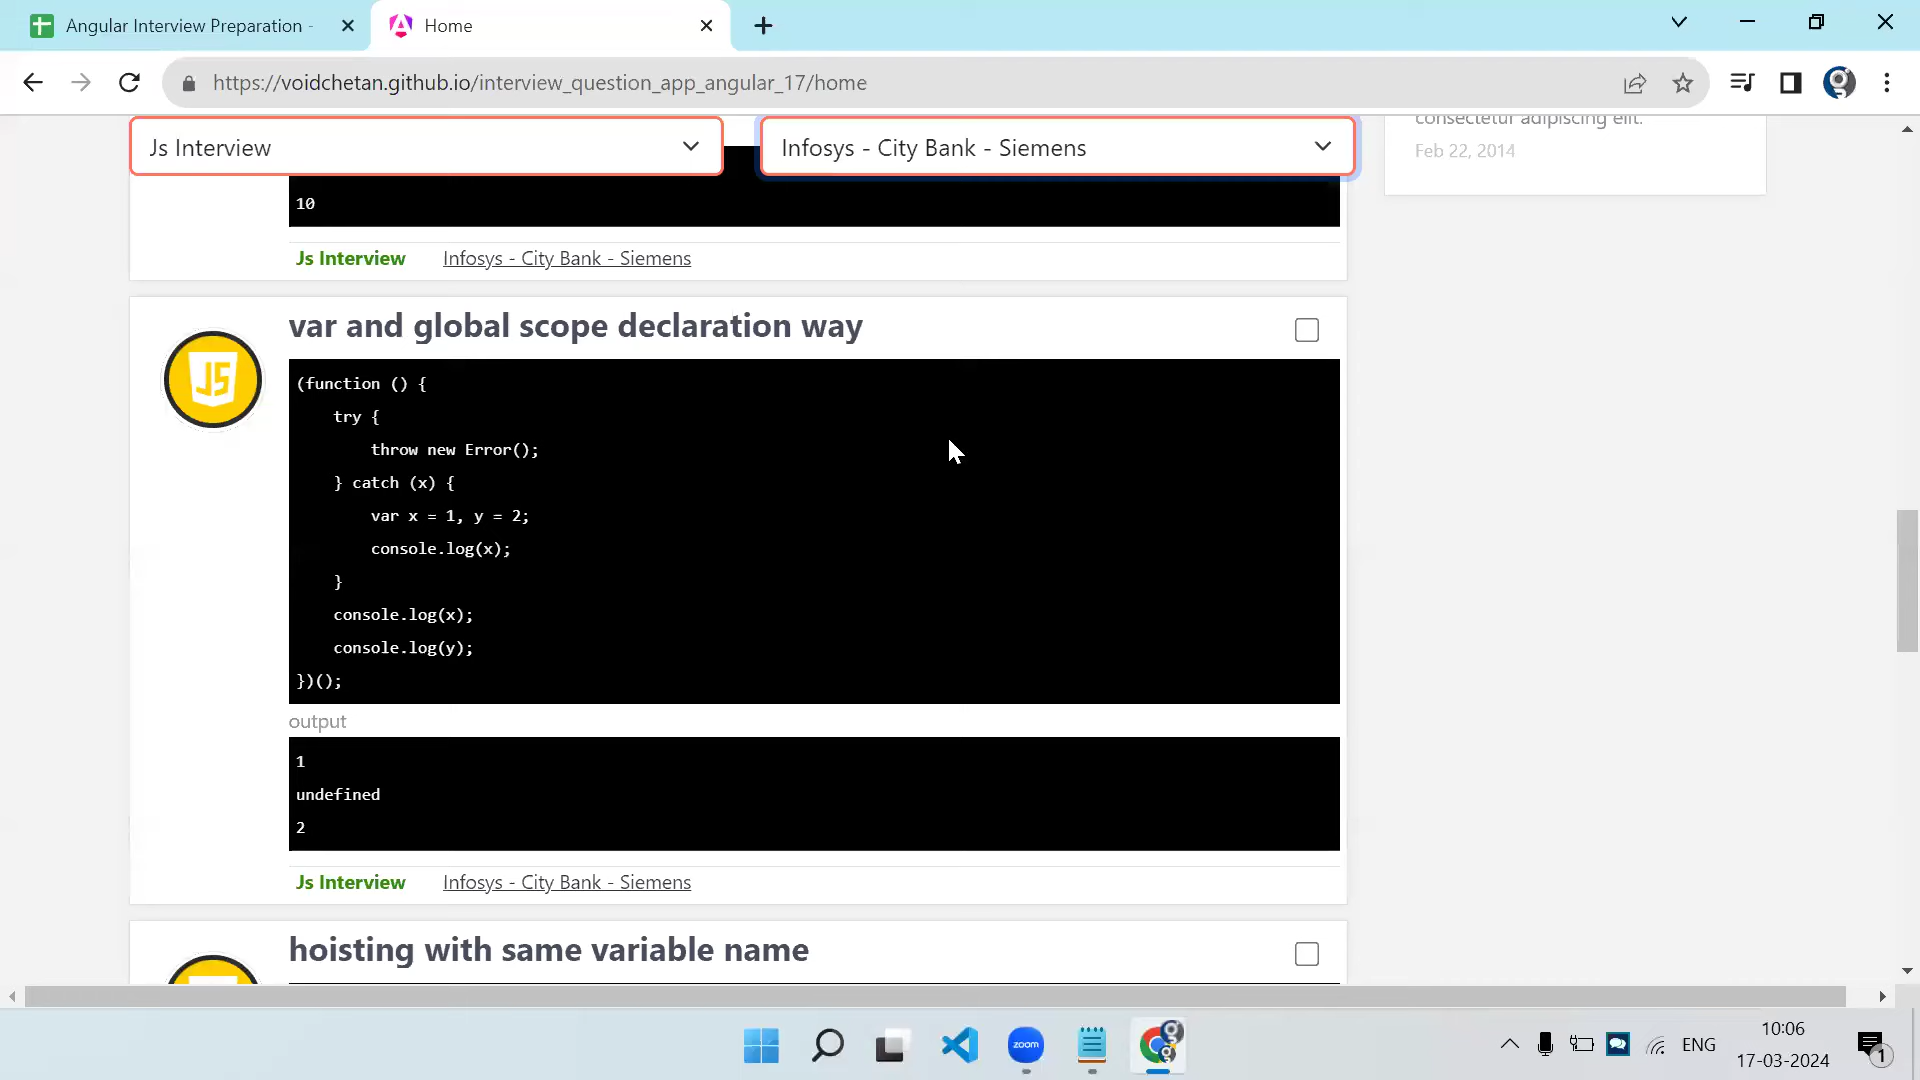 Angular Interview Preparation -
Home
https://voidchetan.github.io/interview_question_app_angular_17/home
Js Interview
Infosys - City Bank - Siemens
consectetur adipiscing elit.
Feb 22, 2014
10
Js Interview Infosys - City Bank - Siemens
var and global scope declaration way
JS
(function () {
try {
throw new Error();
} catch (x) {
var x = 1, y = 2;
console.log(x);
}
console.log(x);
console.log(y);
})();
output
1
undefined
2
Js Interview Infosys - City Bank - Siemens
hoisting with same variable name
zoom
ENG
10:06
17-03-2024
1